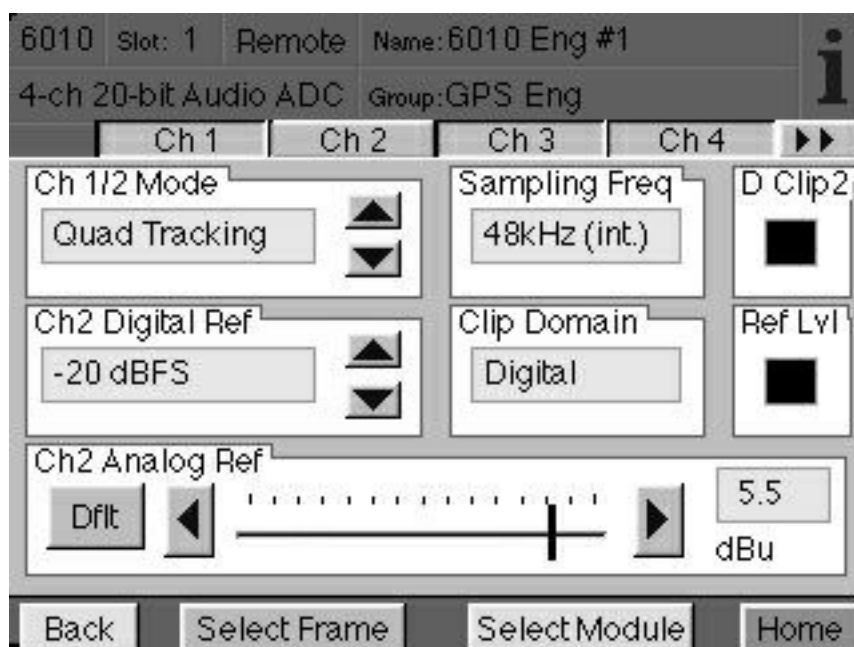 6010 Slot: 1 Remote Name: 6010 Eng #1
4-ch 20-bit Audio ADC Group: GPS Eng
i
Ch 1 Ch 2 Ch 3 Ch 4
Ch 1/2 Mode Sampling Freq D Clip2
Quad Tracking 48kHz (int.)
Ch2 Digital Ref Clip Domain Ref Lvl
-20 dBFS Digital
Ch2 Analog Ref
Dflt 5.5
dBu
Back Select Frame Select Module Home